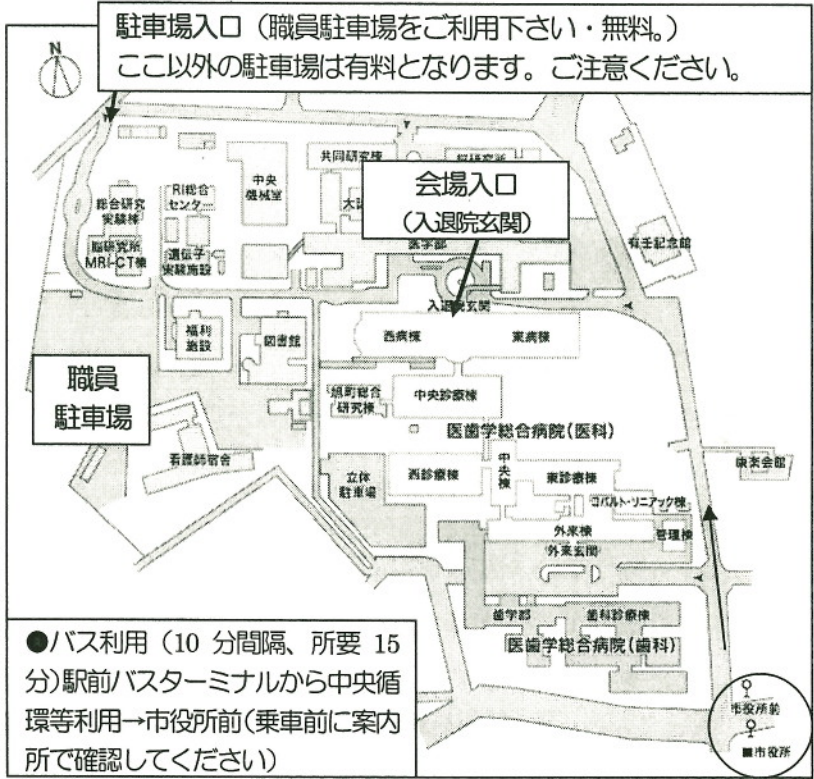 駐車場入口（職員駐車場をご利用下さい・無料。）
ここ以外の駐車場は有料となります。ご注意ください。
N
共同研究棟
中央
機械室
RI総合
センター
総合研究
実験棟
脳研究所
MRI-CT棟
遺伝子
実験施設
会場入口
（入退院玄関）
医学部
有壬記念館
入退院玄関
福利
施設
図書館
西病棟
東病棟
職員
駐車場
旭町総合
研究棟
中央診療棟
医歯学総合病院(医科)
看護師宿舎
立体
駐車場
西診療棟
中央棟
東診療棟
コバルト・リニアック棟
康楽会館
外来棟
管理棟
外来玄関
歯学部
歯科診療棟
医歯学総合病院(歯科)
●バス利用（10 分間隔、所要 15
分)駅前バスターミナルから中央循
環等利用→市役所前(乗車前に案内
所で確認してください)
市役所前
■市役所